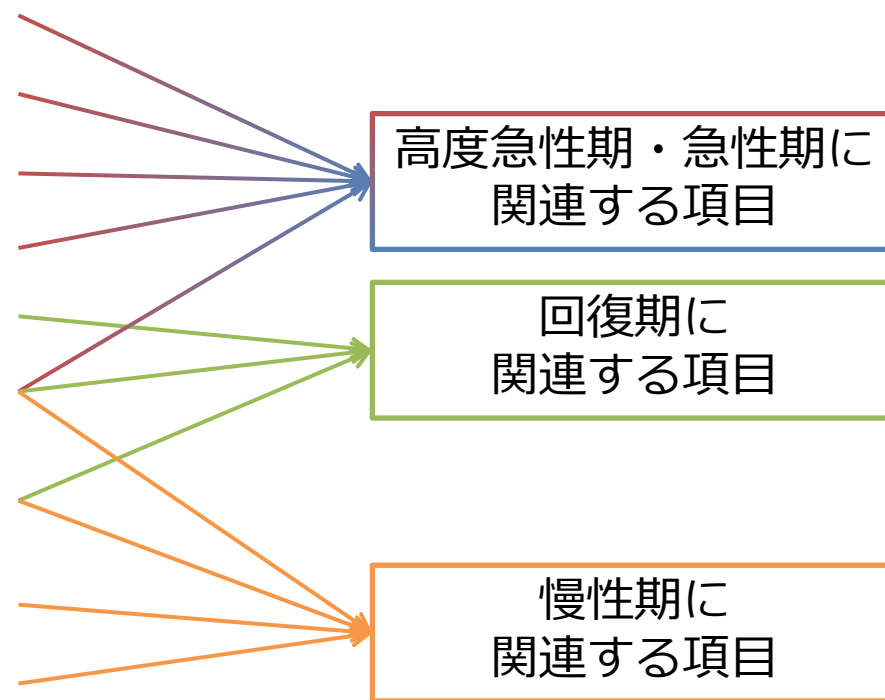 高度急性期・急性期に
関連する項目
回復期に
関連する項目
慢性期に
関連する項目